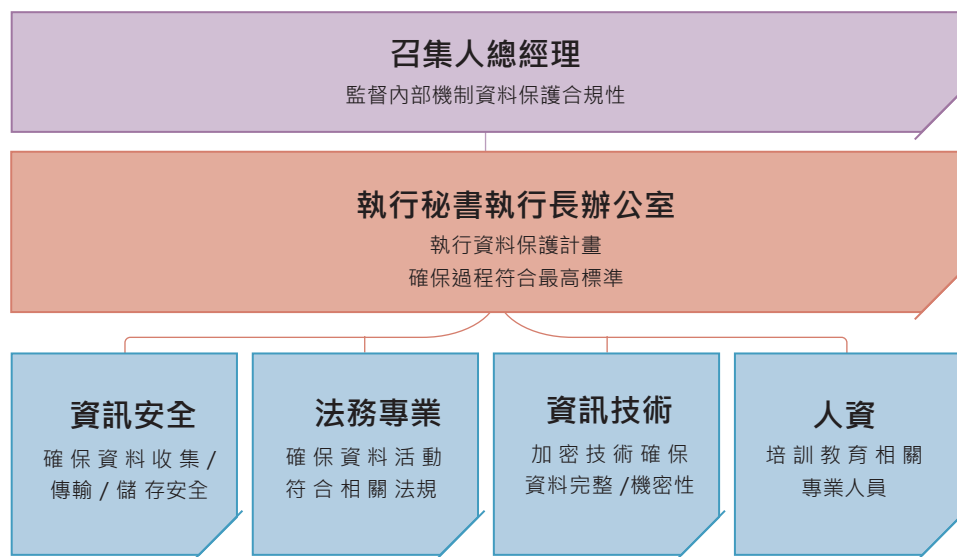 召集人總經理
監督內部機制資料保護合規性
執行秘書執行長辦公室
執行資料保護計畫
確保過程符合最高標準
資訊安全
確保資料收集/
傳輸/儲存安全
法務專業
確保資料活動
符合相關法規
資訊技術
加密技術確保
資料完整/機密性
人資
培訓教育相關
專業人員